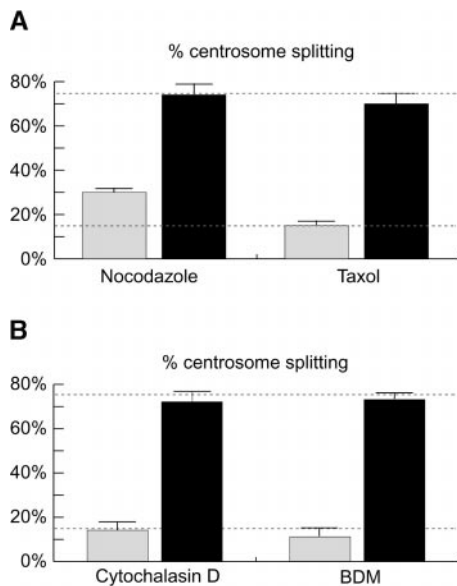 A
% centrosome splitting
80%
60%
40%
20%
0%
Nocodazole Taxol
B
% centrosome splitting
80%
60%
40%
20%
0%
Cytochalasin D BDM